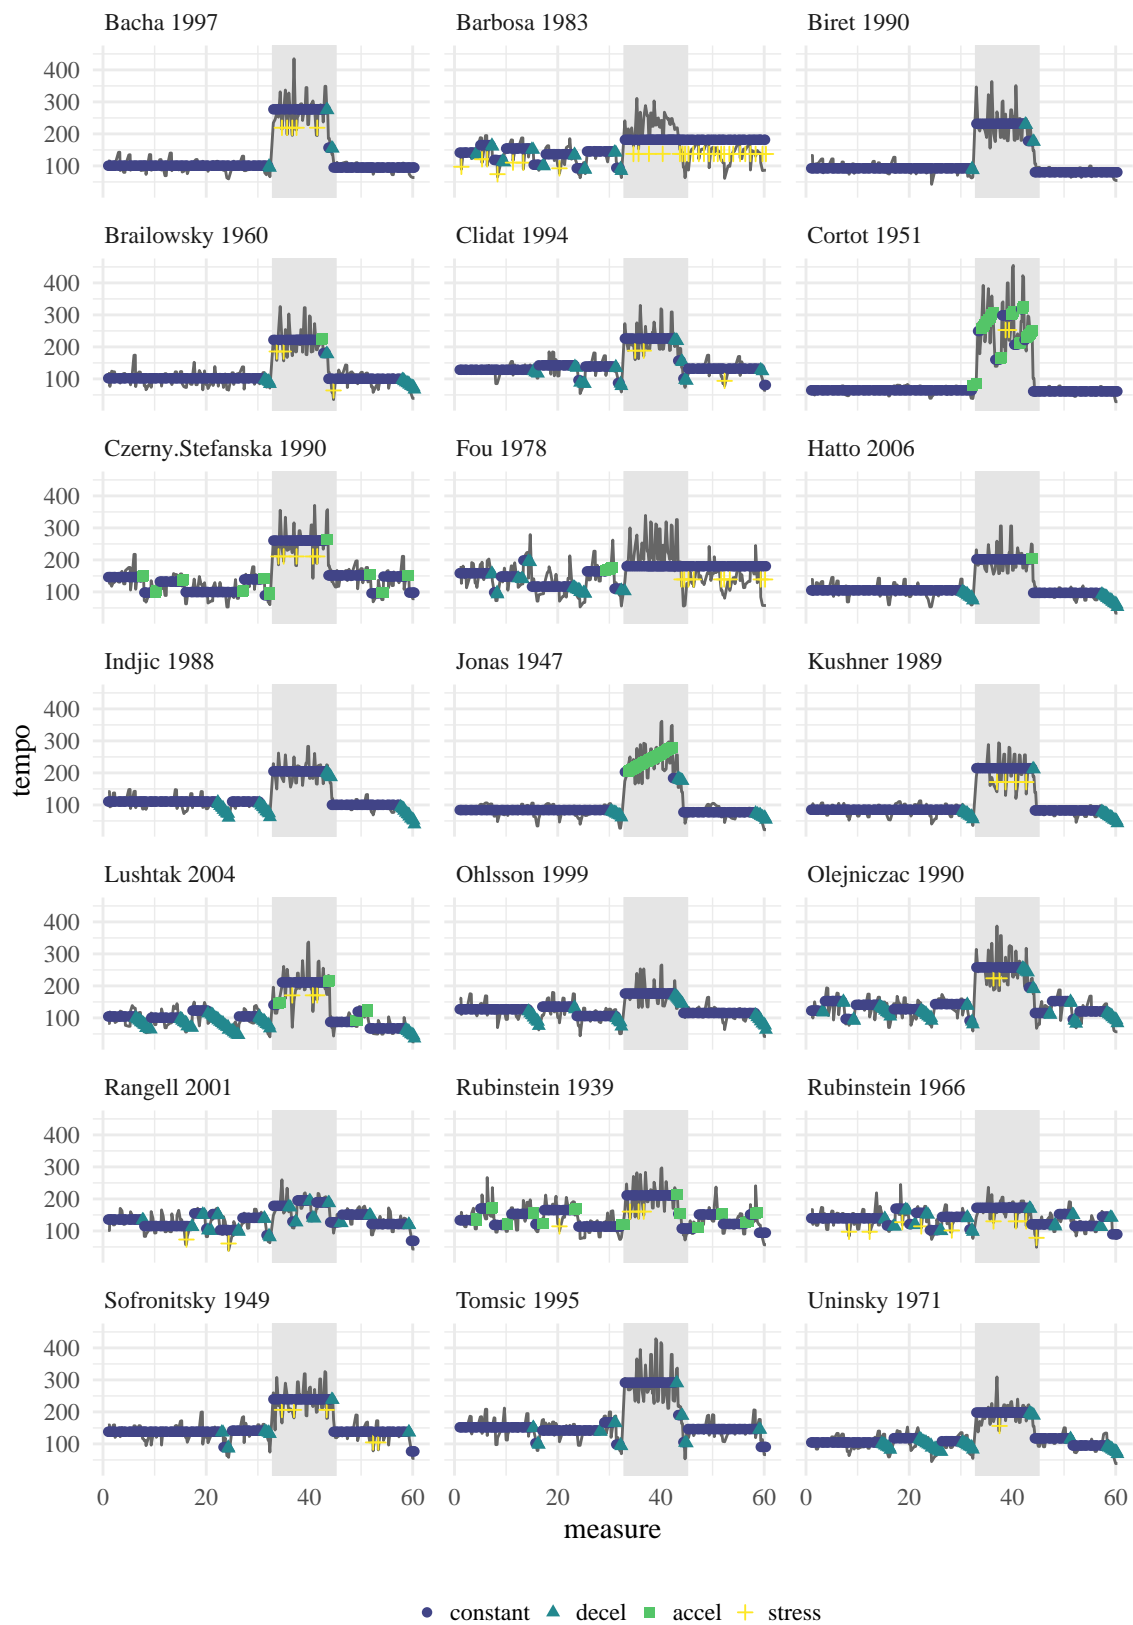 Bacha 1997 Barbosa 1983 Biret 1990
400
300
200
100
Brailowsky 1960 Clidat 1994 Cortot 1951
400
300
200
100
Czerny.Stefanska 1990 Fou 1978 Hatto 2006
400
300
200
100
Indjic 1988 Jonas 1947 Kushner 1989
400
300
200
100
tempo
Lushtak 2004 Ohlsson 1999 Olejniczac 1990
400
300
200
100
Rangell 2001 Rubinstein 1939 Rubinstein 1966
400
300
200
100
Sofronitsky 1949 Tomsic 1995 Uninsky 1971
400
300
200
100
0 20 40 60 0 20 40 60 0 20 40 60
measure
constant decel accel stress